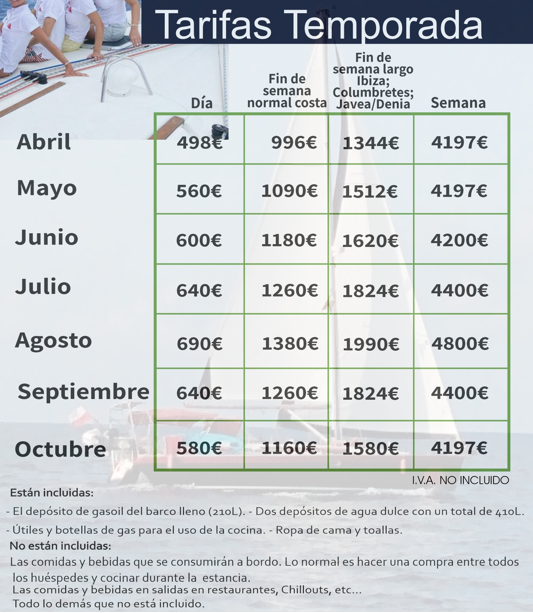 Tarifas Temporada
Fin de
semana largo
Ibiza;
Columbretes;
Javea/Denia
Fin de
semana
normal costa
Día
Semana
Abril 498€ 996€ 1344€ 4197€
Mayo 560€ 1090€ 1512€ 4197€
Junio 600€ 1180€ 1620€ 4200€
Julio 640€ 1260€ 1824€ 4400€
Agosto 690€ 1380€ 1990€ 4800€
Septiembre 640€ 1260€ 1824€ 4400€
Octubre 580€ 1160€ 1580€ 4197€
I.V.A. NO INCLUIDO
Están incluidas:
- El depósito de gasoil del barco lleno (210L). - Dos depósitos de agua dulce con un total de 410L.
- Útiles y botellas de gas para el uso de la cocina. - Ropa de cama y toallas.
No están incluidas:
Las comidas y bebidas que se consumirán a bordo. Lo normal es hacer una compra entre todos
los huéspedes y cocinar durante la estancia.
Las comidas y bebidas en salidas en restaurantes, Chillouts, etc...
Todo lo demás que no está incluido.